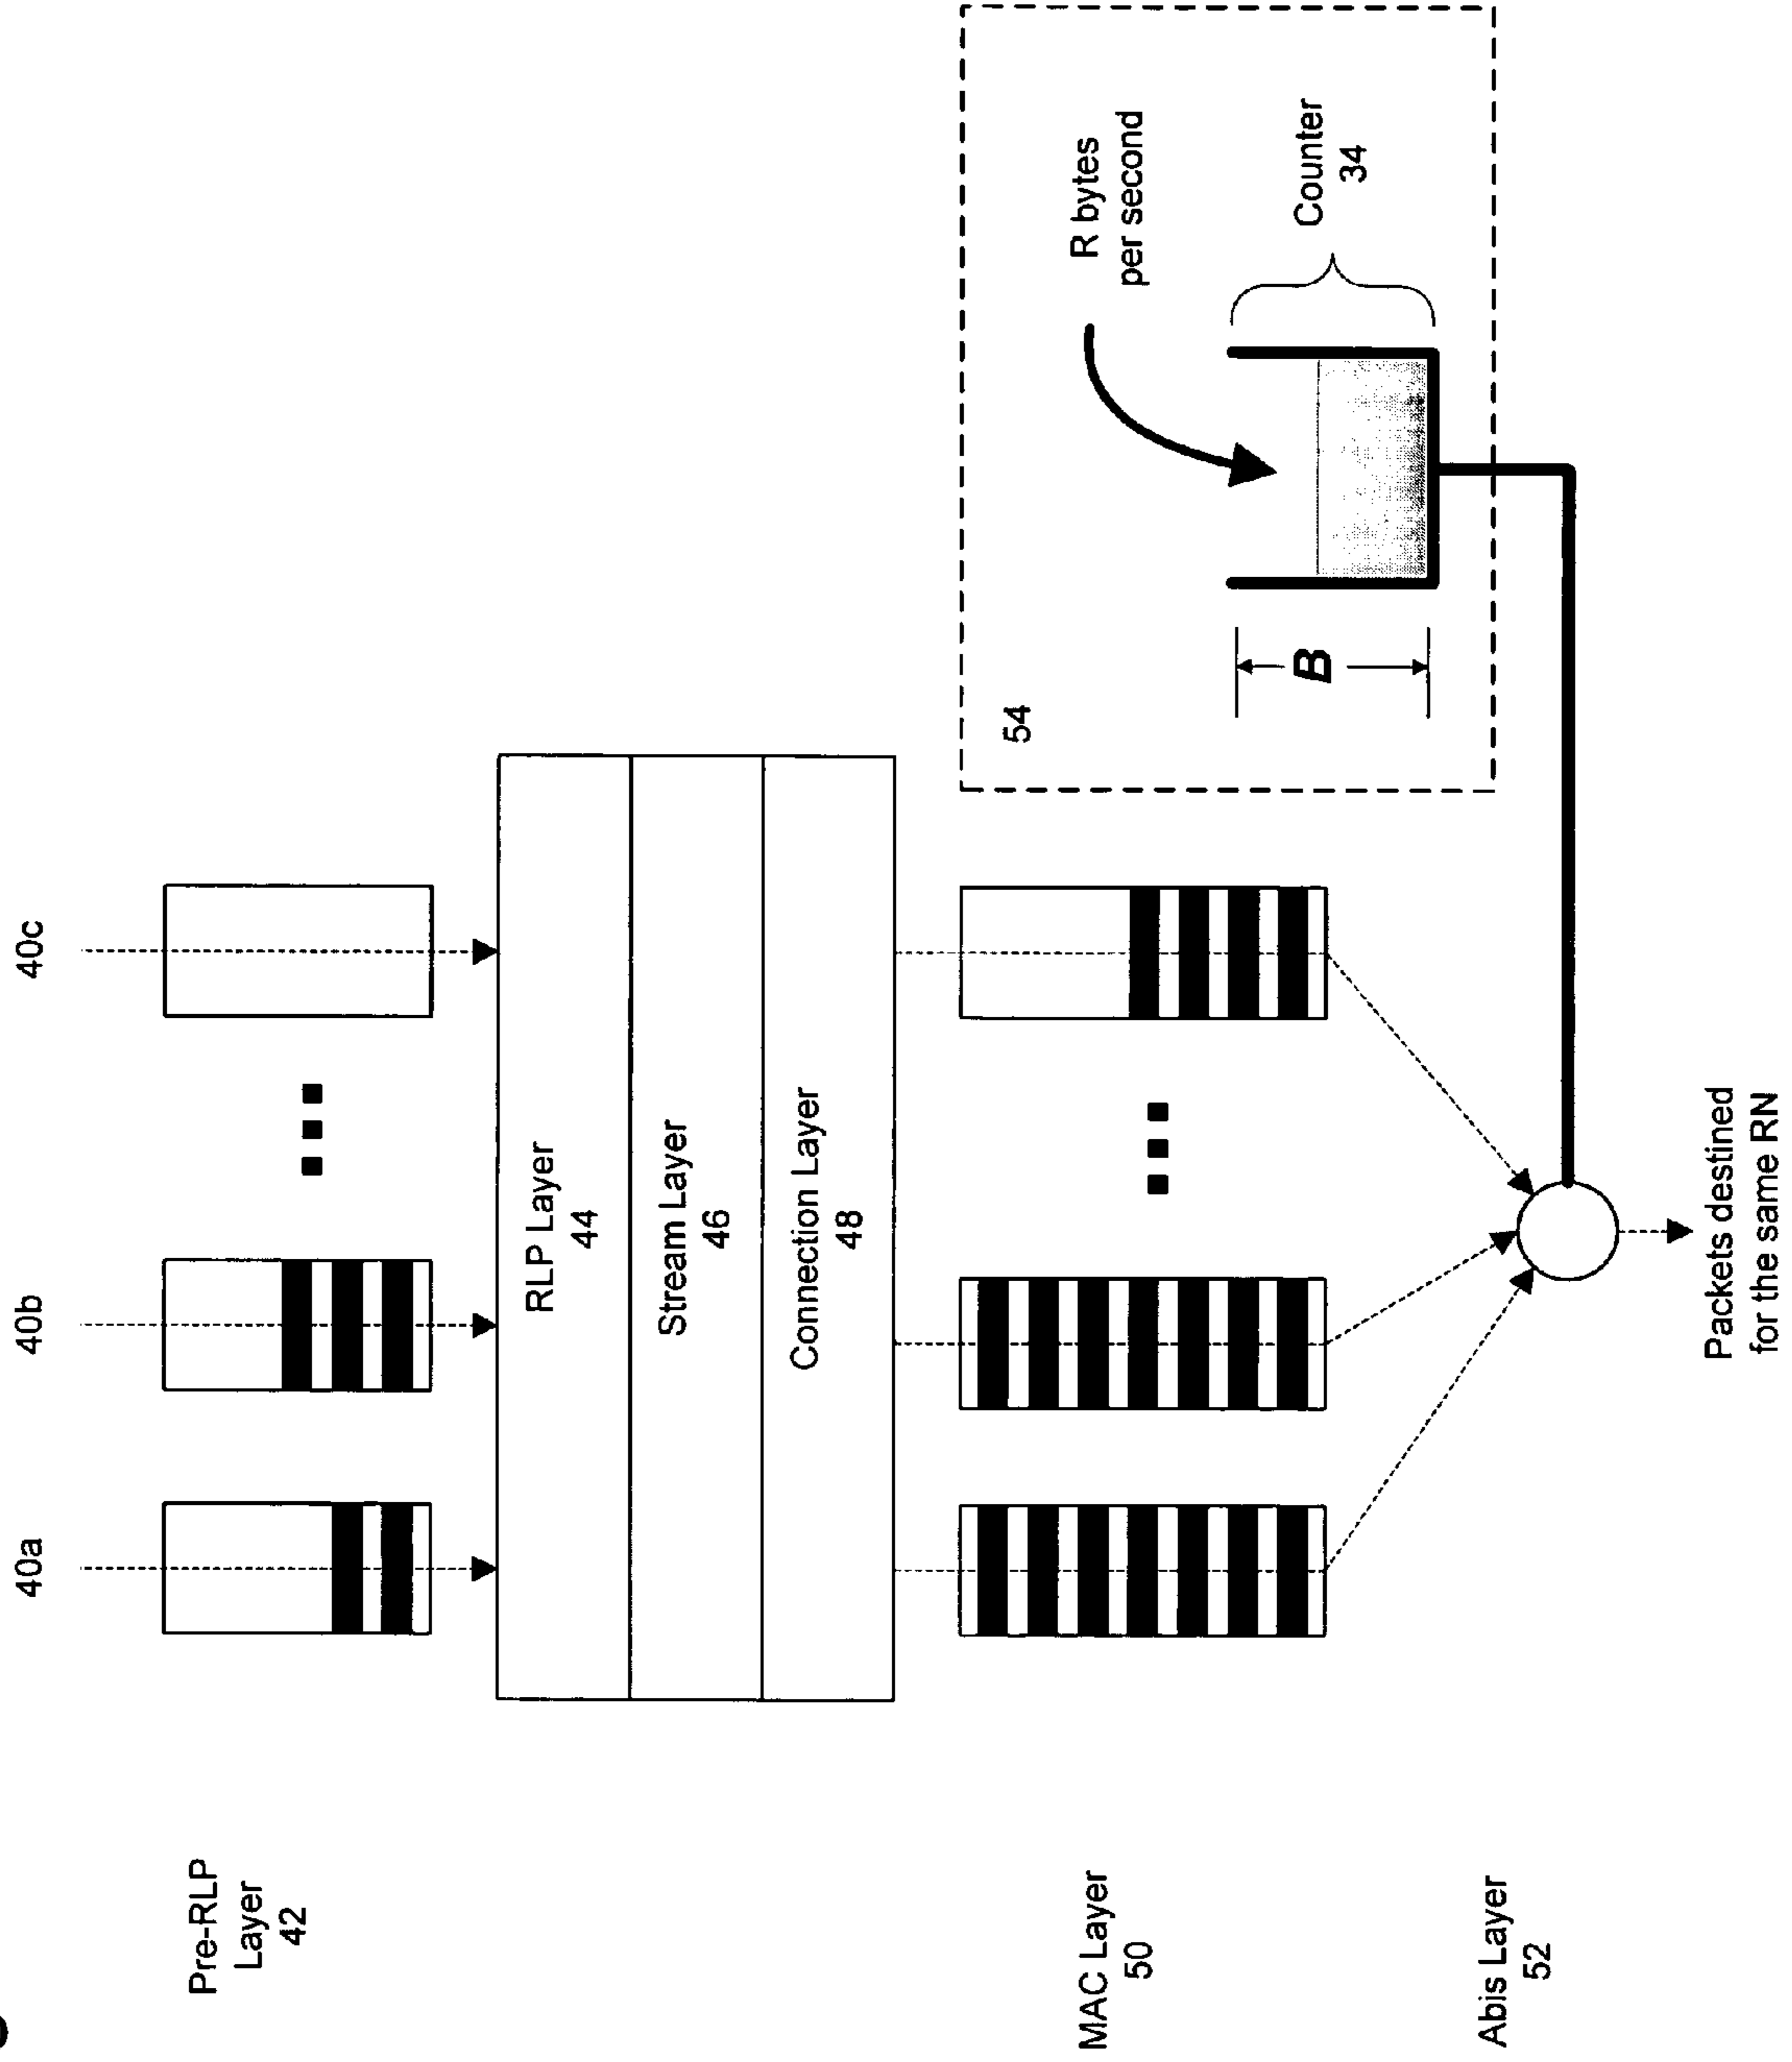 40a
40b
40c
Pre-RLP
Layer
42
RLP Layer
44
Stream Layer
46
Connection Layer
48
MAC Layer
50
54
R bytes
per second
B
Counter
34
Abis Layer
52
Packets destined
for the same RN